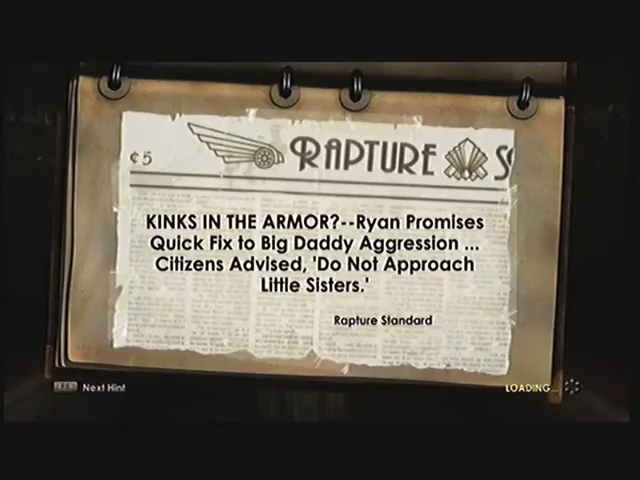 ¢5
RAPTURE
KINKS IN THE ARMOR?--Ryan Promises
Quick Fix to Big Daddy Aggression ...
Citizens Advised, 'Do Not Approach
Little Sisters.'
Rapture Standard
Next Hint
LOADING...